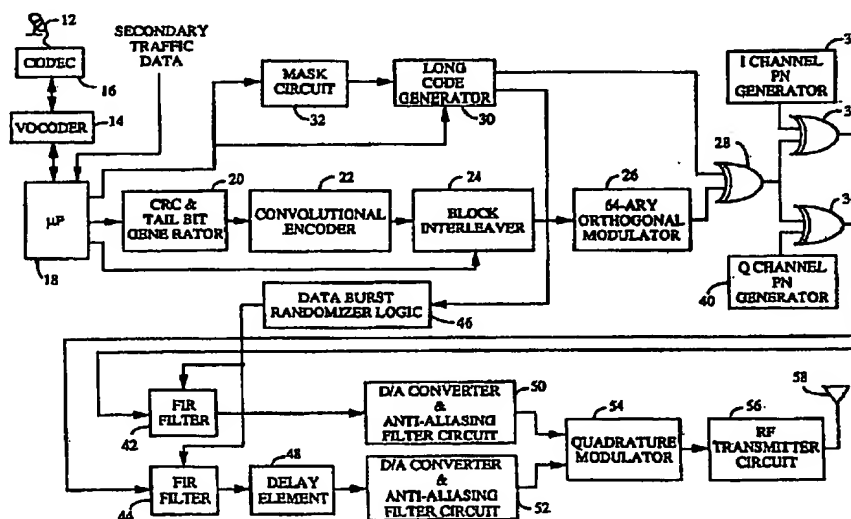 12
SECONDARY
TRAFFIC
DATA
CODEC
16
VOCODER
14
μP
18
MASK
CIRCUIT
32
LONG
CODE
GENERATOR
30
I CHANNEL
PN
GENERATOR
28
20
CRC &
TAIL BIT
GENERATOR
22
CONVOLUTIONAL
ENCODER
24
BLOCK
INTERLEAVER
26
64-ARY
ORTHOGONAL
MODULATOR
Q CHANNEL
PN
GENERATOR
40
DATA BURST
RANDOMIZER LOGIC
46
FIR
FILTER
42
D/A CONVERTER
&
ANTI-ALIASING
FILTER CIRCUIT
50
54
QUADRATURE
MODULATOR
56
RF
TRANSMITTER
CIRCUIT
58
FIR
FILTER
44
48
DELAY
ELEMENT
D/A CONVERTER
&
ANTI-ALIASING
FILTER CIRCUIT
52